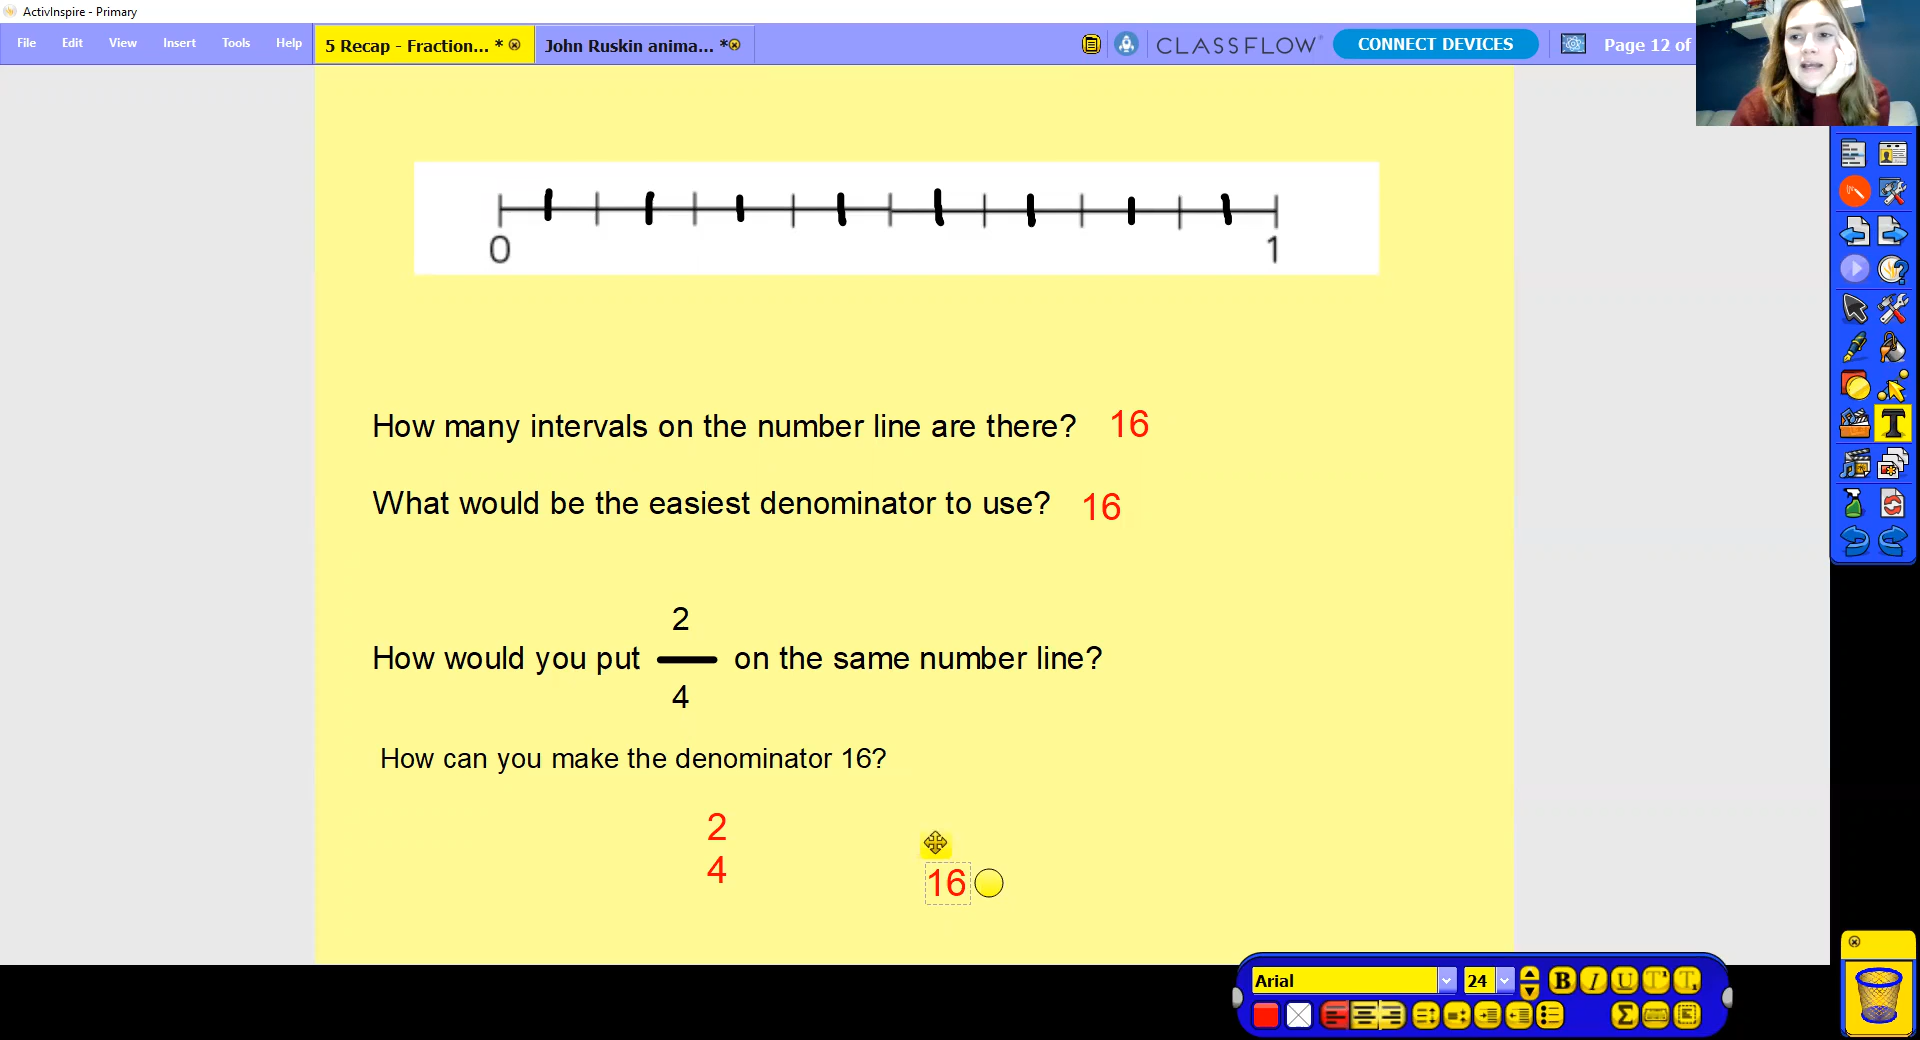 ActivInspire - Primary
File Edit View Insert Tools Help 5 Recap - Fraction... * John Ruskin anima... * CLASSFLOW CONNECT DEVICES Page 12 of
0 1
How many intervals on the number line are there? 16
What would be the easiest denominator to use? 16
2
How would you put on the same number line?
4
How can you make the denominator 16?
2
4 16
Arial 24 B I U T T
Σ